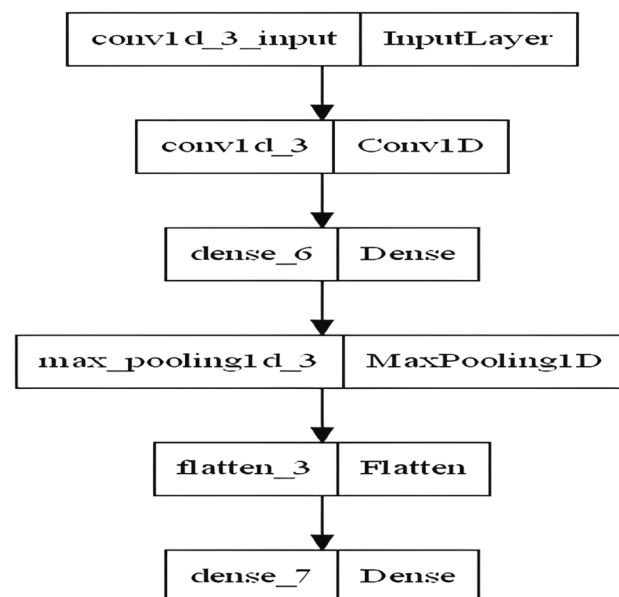 conv1d_3_input InputLayer
conv1d_3 Conv1D
dense_6 Dense
max_pooling1d_3 MaxPooling1D
flatten_3 Flatten
dense_7 Dense